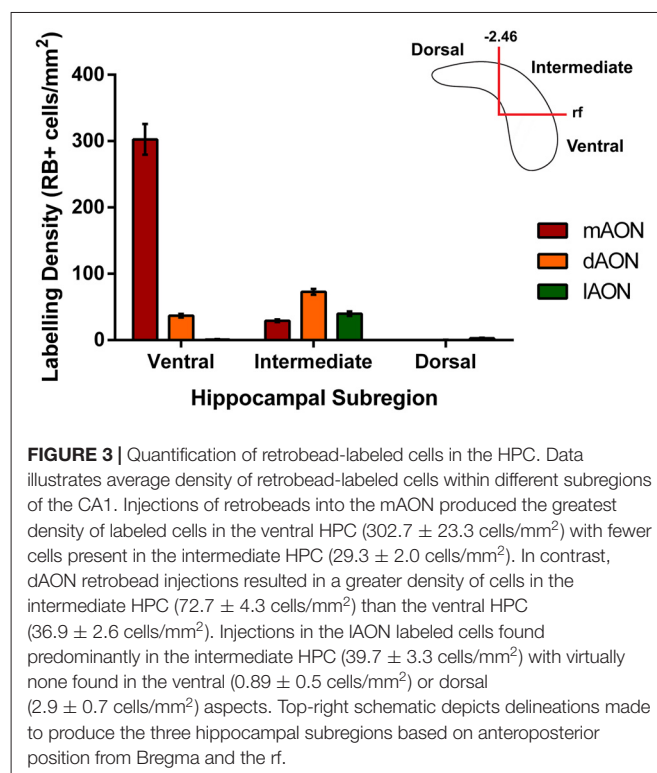 Labelling Density (RB+ cells/mm²)
400
300
200
100
0
Ventral
Intermediate
Dorsal
Hippocampal Subregion
-2.46
Dorsal
Intermediate
rf
Ventral
mAON
dAON
lAON
FIGURE 3 | Quantification of retrobead-labeled cells in the HPC. Data
illustrates average density of retrobead-labeled cells within different subregions
of the CA1. Injections of retrobeads into the mAON produced the greatest
density of labeled cells in the ventral HPC (302.7 ± 23.3 cells/mm²) with fewer
cells present in the intermediate HPC (29.3 ± 2.0 cells/mm²). In contrast,
dAON retrobead injections resulted in a greater density of cells in the
intermediate HPC (72.7 ± 4.3 cells/mm²) than the ventral HPC
(36.9 ± 2.6 cells/mm²). Injections in the lAON labeled cells found
predominantly in the intermediate HPC (39.7 ± 3.3 cells/mm²) with virtually
none found in the ventral (0.89 ± 0.5 cells/mm²) or dorsal
(2.9 ± 0.7 cells/mm²) aspects. Top-right schematic depicts delineations made
to produce the three hippocampal subregions based on anteroposterior
position from Bregma and the rf.